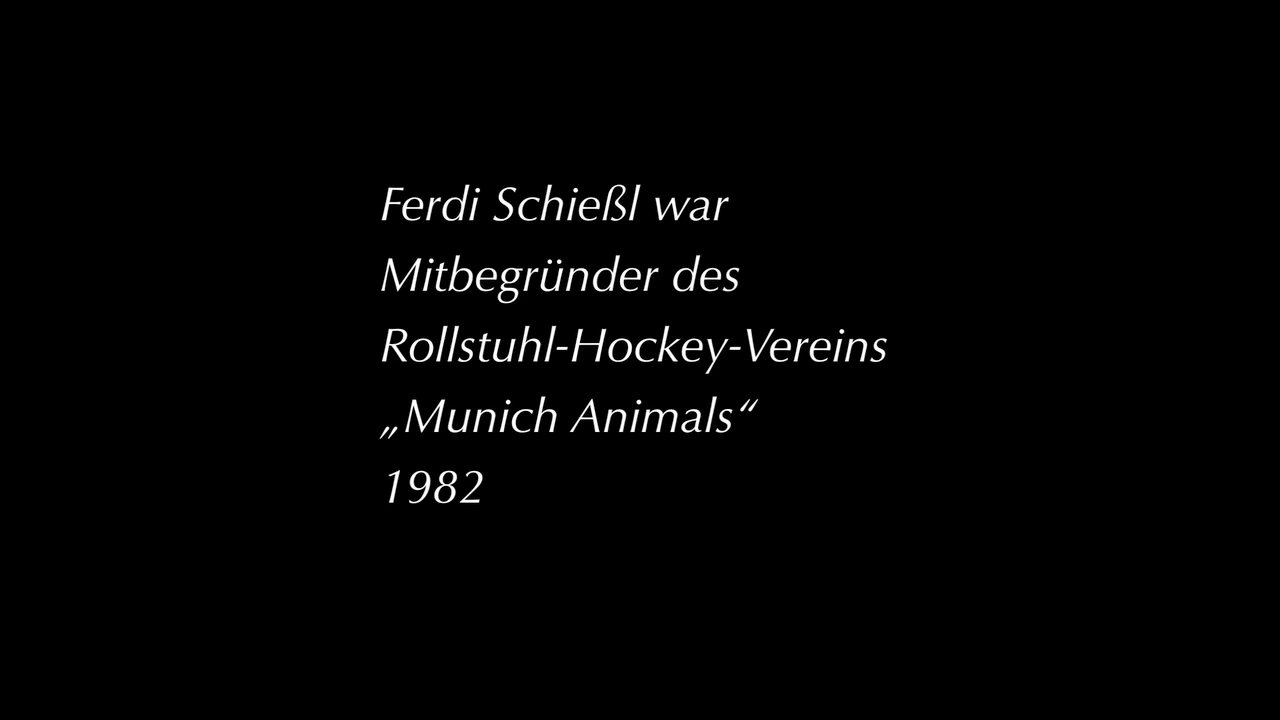 Ferdi Schießl war
Mitbegründer des
Rollstuhl-Hockey-Vereins
„Munich Animals“
1982